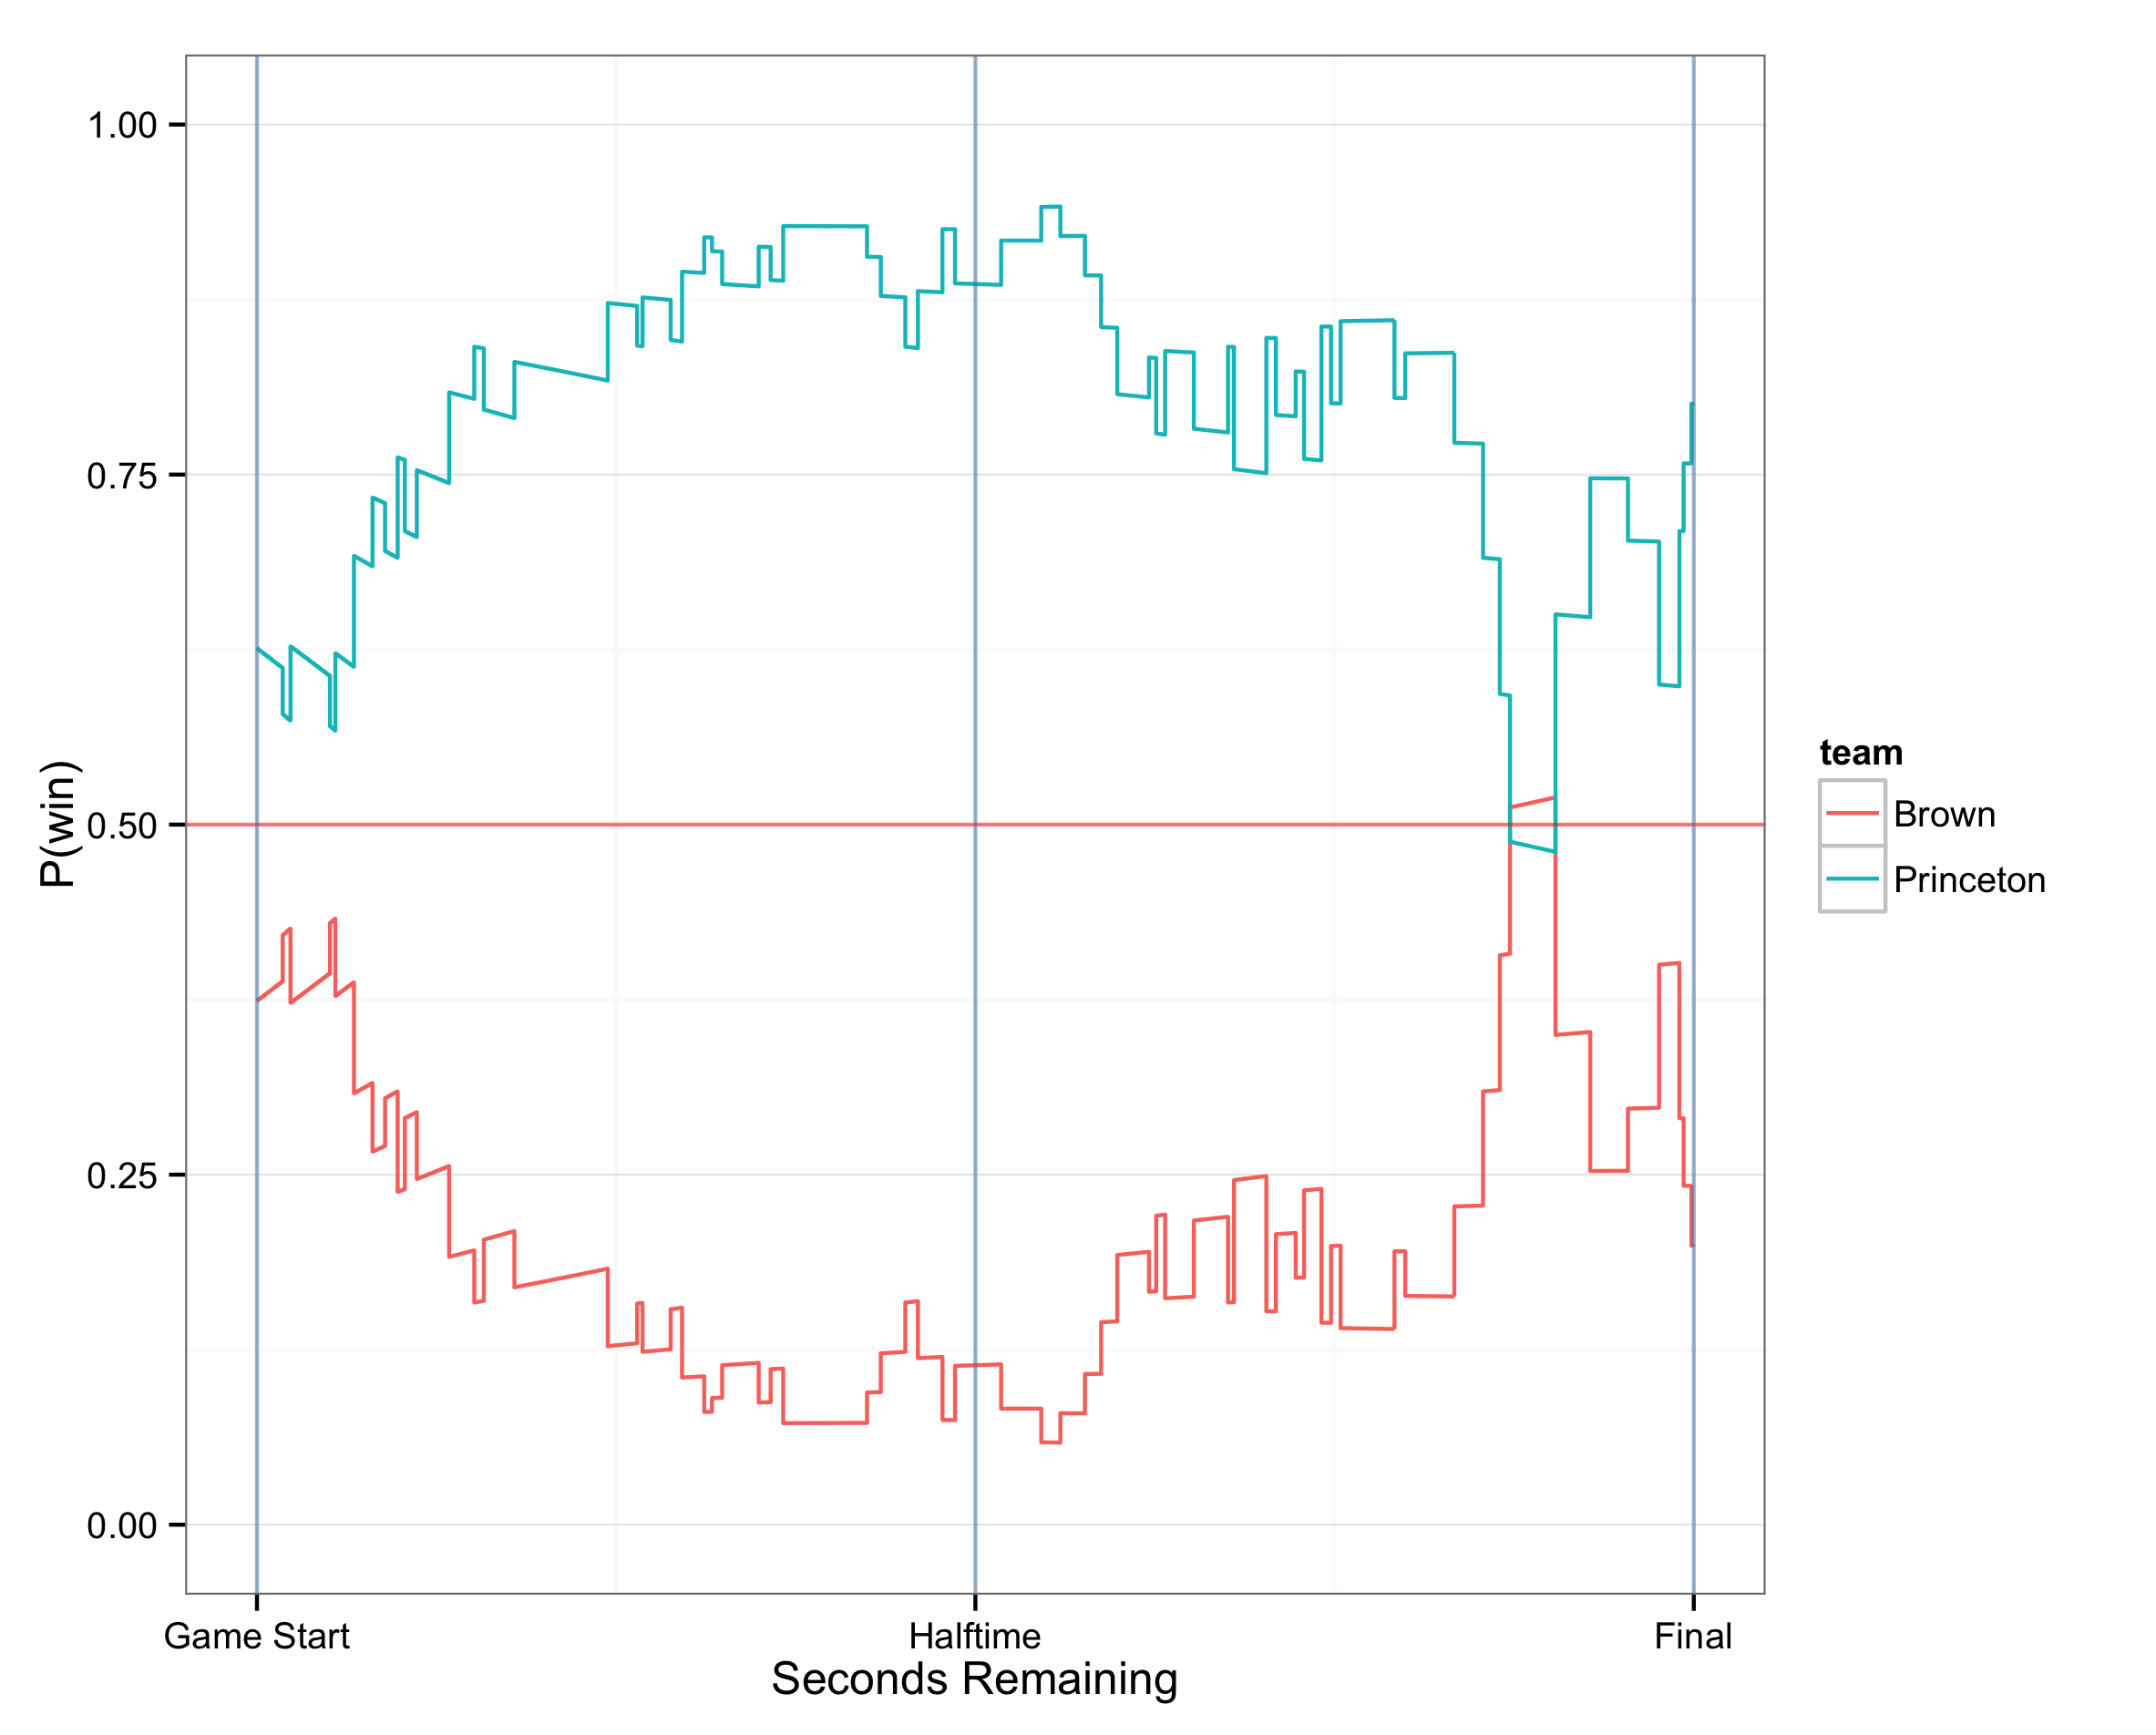 P(win)
1.00
0.75
0.50
0.25
0.00
Game Start
Halftime
Final
Seconds Remaining
team
Brown
Princeton